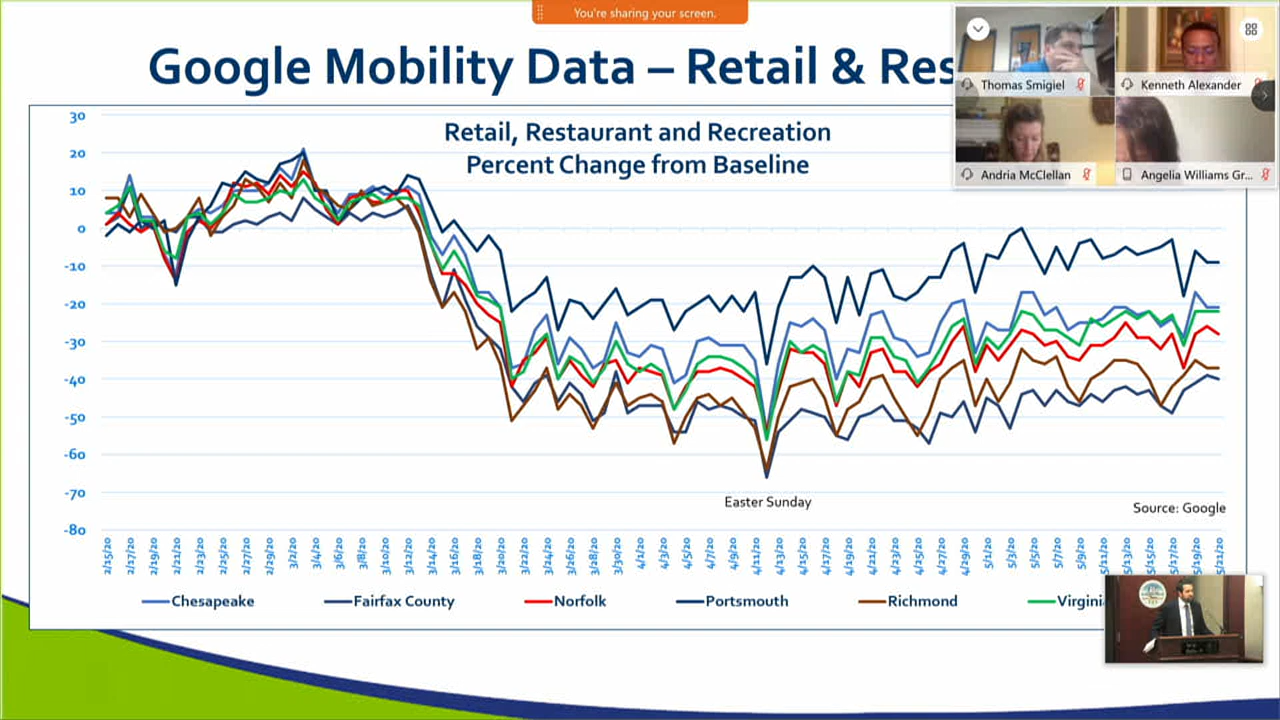 You're sharing your screen.
Google Mobility Data – Retail & Res
Thomas Smigiel
Kenneth Alexander
Andria McClellan
Angelia Williams Gr...
Retail, Restaurant and Recreation
Percent Change from Baseline
30
20
10
0
-10
-20
-30
-40
-50
-60
-70
-80
Easter Sunday
Source: Google
2/15/20 2/17/20 2/19/20 2/21/20 2/23/20 2/25/20 2/27/20 2/29/20 3/2/20 3/4/20 3/6/20 3/8/20 3/10/20 3/12/20 3/14/20 3/16/20 3/18/20 3/20/20 3/22/20 3/24/20 3/26/20 3/28/20 3/30/20 4/1/20 4/3/20 4/5/20 4/7/20 4/9/20 4/11/20 4/13/20 4/15/20 4/17/20 4/19/20 4/21/20 4/23/20 4/25/20 4/27/20 4/29/20 5/1/20 5/3/20 5/5/20 5/7/20 5/9/20 5/11/20 5/13/20 5/15/20 5/17/20 5/19/20 5/21/20
Chesapeake Fairfax County Norfolk Portsmouth Richmond Virgini